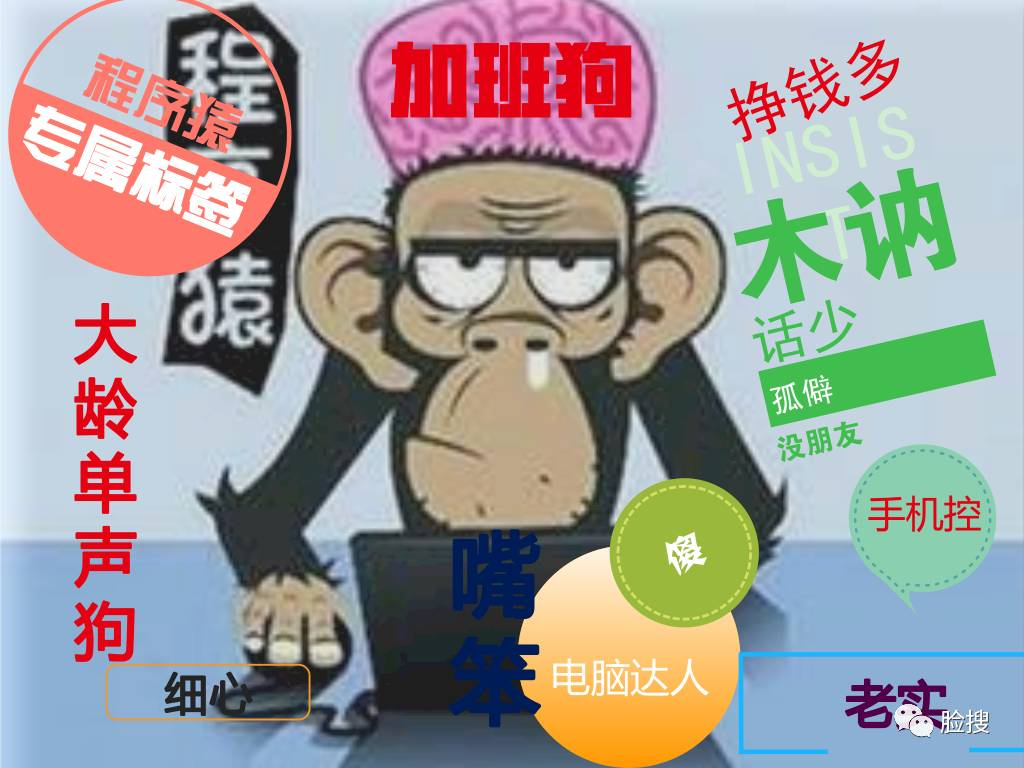 程序猿
专属标签
程序猿
加班狗
挣钱多
INSIS
T
木讷
话少
孤僻
没朋友
大龄单声狗
手机控
傻
嘴笨
电脑达人
细心
老实
脸搜